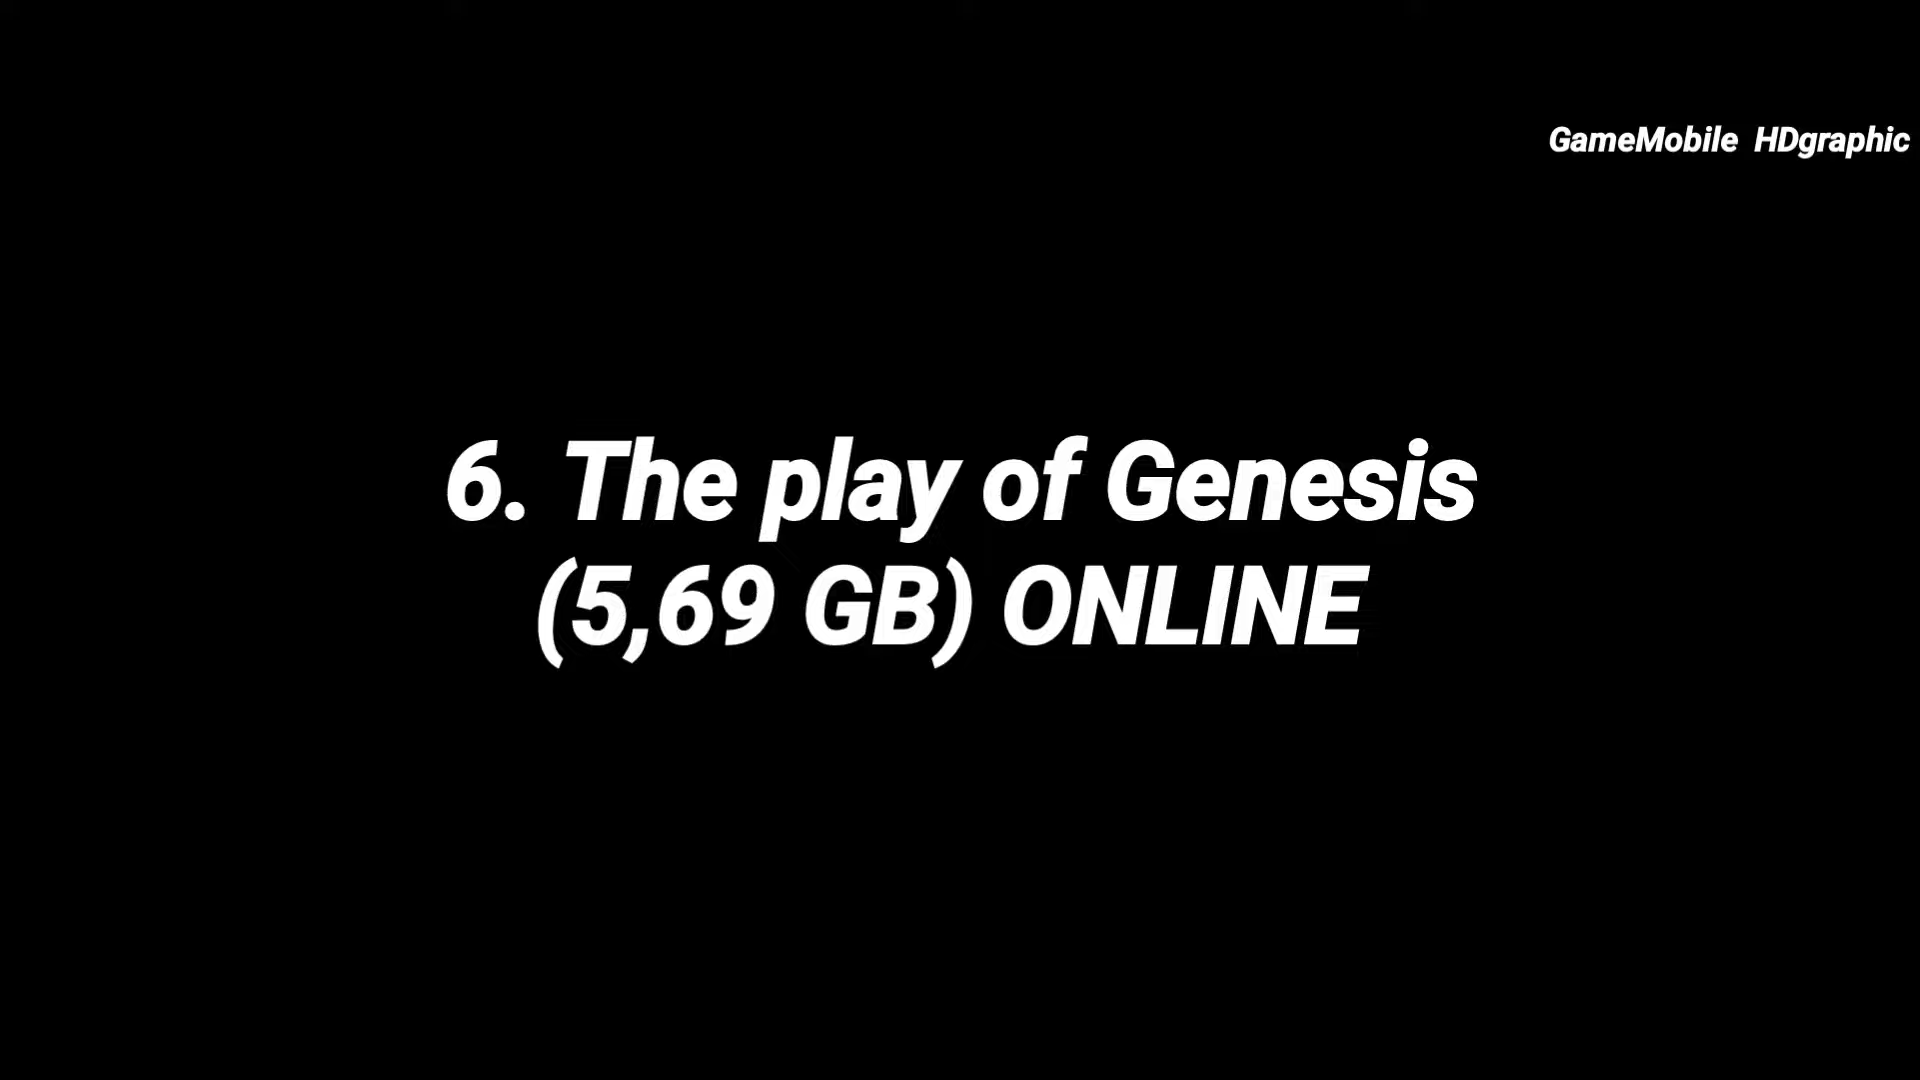 GameMobile HDgraphic
6. The play of Genesis
(5,69 GB) ONLINE